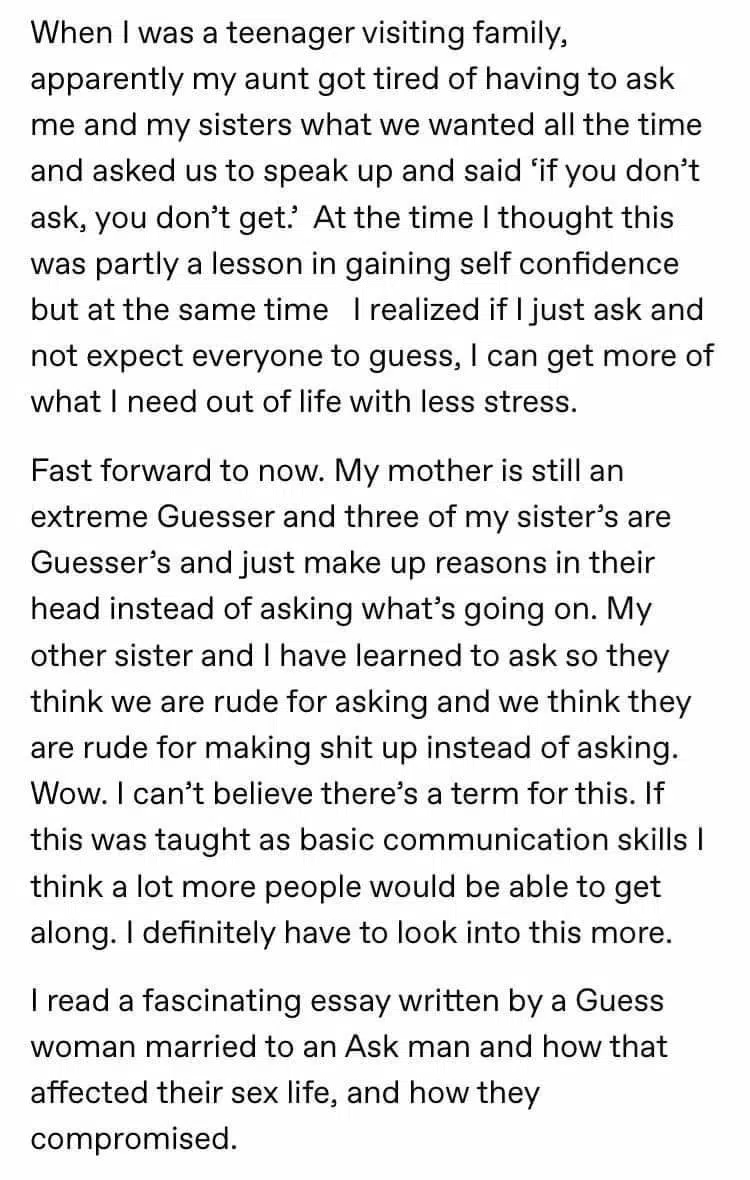 When I was a teenager visiting family,
apparently my aunt got tired of having to ask
me and my sisters what we wanted all the time
and asked us to speak up and said ‘if you don’t
ask, you don’t get.’ At the time I thought this
was partly a lesson in gaining self confidence
but at the same time I realized if I just ask and
not expect everyone to guess, I can get more of
what I need out of life with less stress.
Fast forward to now. My mother is still an
extreme Guesser and three of my sister’s are
Guesser’s and just make up reasons in their
head instead of asking what’s going on. My
other sister and I have learned to ask so they
think we are rude for asking and we think they
are rude for making shit up instead of asking.
Wow. I can’t believe there’s a term for this. If
this was taught as basic communication skills I
think a lot more people would be able to get
along. I definitely have to look into this more.
I read a fascinating essay written by a Guess
woman married to an Ask man and how that
affected their sex life, and how they
compromised.